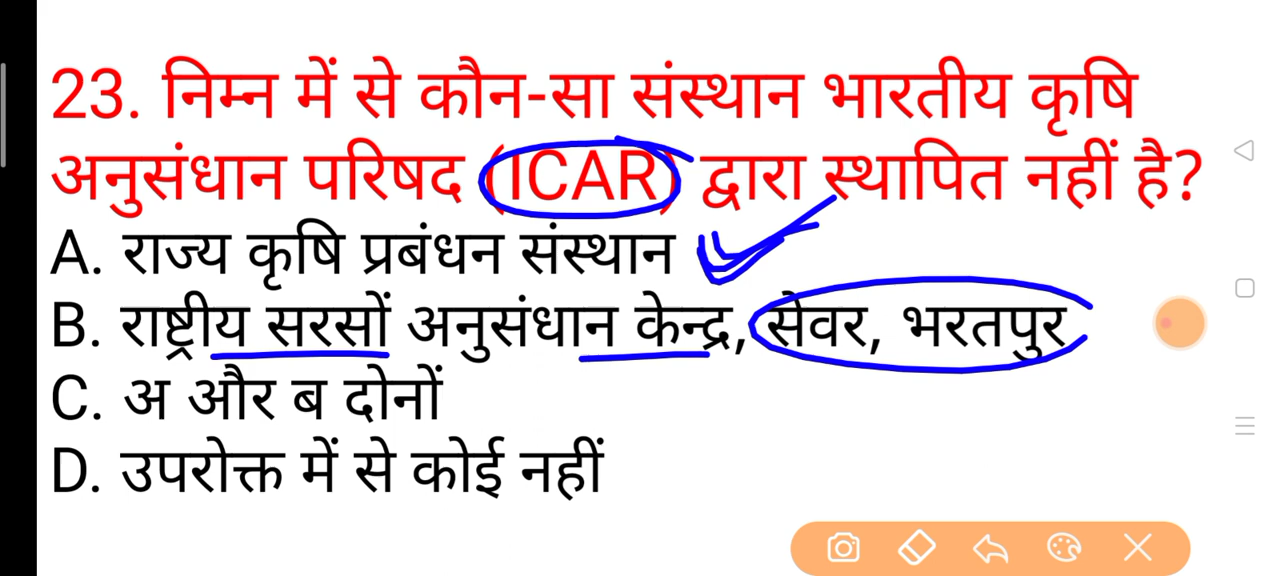 23. निम्न में से कौन-सा संस्थान भारतीय कृषि
अनुसंधान परिषद (ICAR) द्वारा स्थापित नहीं है?
A. राज्य कृषि प्रबंधन संस्थान
B. राष्ट्रीय सरसों अनुसंधान केन्द्र, सेवर, भरतपुर
C. अ और ब दोनों
D. उपरोक्त में से कोई नहीं